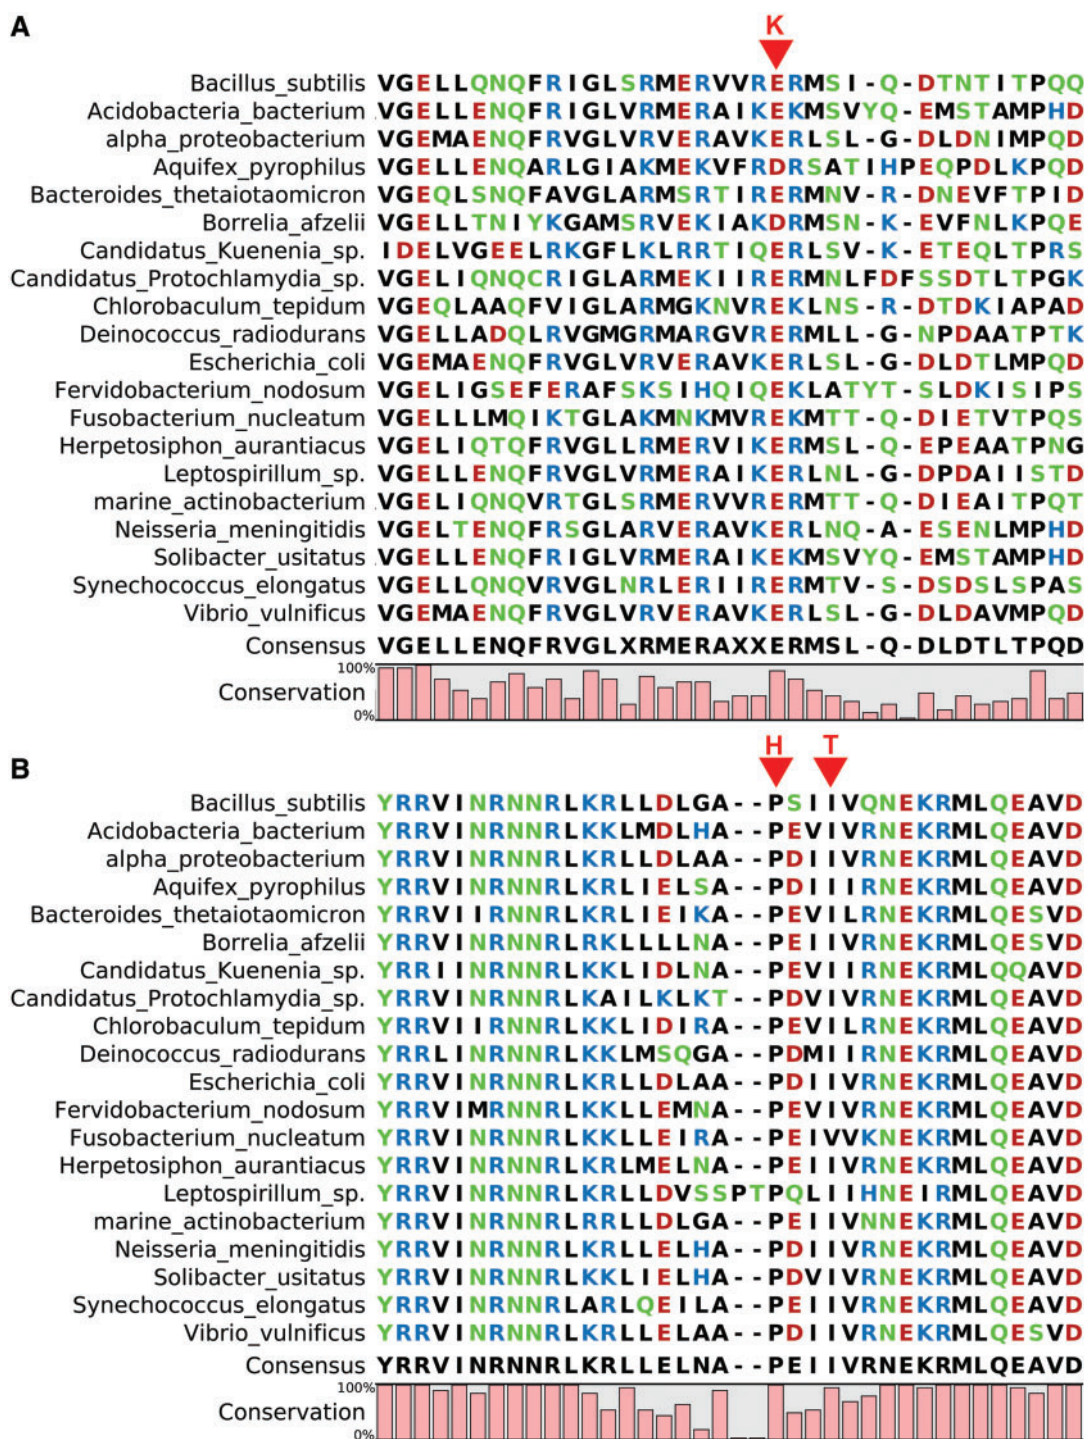 A
K
Bacillus_subtilis VGELLQNQFRIGLSRMERVVRERMSI-Q-DTNTITPQQ
Acidobacteria_bacterium .VGELLENQFRIGLVRMERAIKEKMSVYQ-EMSTAMPHD
alpha_proteobacterium VGEMAENQFRVGLVRVERAVKERLSL-G-DLDNIMPQD
Aquifex_pyrophilus VGELLENQARLGIAKMEKVFRDRSATIHPEQPDLKPQD
Bacteroides_thetaiotaomicron VGEQLSNQFAVGLARMSRTIRERMNV-R-DNEVFTPID
Borrelia_afzelii VGELLTNIYKGAMSRVEKIAKDRMSN-K-EVFNLKPQE
Candidatus_Kuenenia_sp. IDELVGEELRKGFLKLRRTIQERLSV-K-ETEQLTPRS
Candidatus_Protochlamydia_sp. VGELIQNQCRIGLARMEKIIRERMNLFDFSSDTLTPGK
Chlorobaculum_tepidum VGEQLAAQFVIGLARMGKNVREKLNS-R-DTDKIAPAD
Deinococcus_radiodurans VGELLADQLRVGMGRMARGVRERMLL-G-NPDAATPTK
Escherichia_coli VGEMAENQFRVGLVRVERAVKERLSL-G-DLDTLMPQD
Fervidobacterium_nodosum VGELIGSEFERAFSKSIHQIQEKLATYT-SLDKISIPS
Fusobacterium_nucleatum VGELLLMQIKTGLAKMNKMVREKMTT-Q-DIETVTPQS
Herpetosiphon_aurantiacus VGELIQTQFRVGLLRMERVIKERMSL-Q-EPEAATPNG
Leptospirillum_sp. VGELIQNQFRVGLVRMERAIKERLNL-G-DPDAIISTD
marine_actinobacterium .VGELIQNQVRTGLSRMERVVRERMTT-Q-DIEAITPQT
Neisseria_meningitidis VGELTENQFRSGLARVERAVKERLNQ-A-ESENLMPHD
Solibacter_usitatus .VGELLENQFRIGLVRMERAIKEKMSVYQ-EMSTAMPHD
Synechococcus_elongatus VGELLQNQVRVGLNRLERIIRERMTV-S-DSDSLSPAS
Vibrio_vulnificus VGEMAENQFRVGLVRVERAVKERLSL-G-DLDAVMPQD
Consensus VGELLENQFRVGLXRMERAXXERMSL-Q-DLDTLTPQD
100%
Conservation
0%
H T
B
Bacillus_subtilis YRRVINRNNRLKRLLDLGA--PSIIVQNEKRMLQEAVD
Acidobacteria_bacterium YRRVINRNNRLKKLMDLHA--PEVIVRNEKRMLQEAVD
alpha_proteobacterium YRRVINRNNRLKRLLDLAA--PDIIVRNEKRMLQEAVD
Aquifex_pyrophilus YRRVINRNNRLKRLIELSA--PDIIIRNEKRMLQEAVD
Bacteroides_thetaiotaomicron YRRVIIRNNRLKRLIEIKA--PEVILRNEKRMLQESVD
Borrelia_afzelii YRRVINRNNRLRKLLLLNA--PEIIVRNEKRMLQESVD
Candidatus_Kuenenia_sp. YRRIINRNNRLKKLIDLNA--PEVIIRNEKRMLQQAVD
Candidatus_Protochlamydia_sp. YRRVINRNNRLKAILKLKT--PDVIVRNEKRMLQEAVD
Chlorobaculum_tepidum YRRVIIRNNRLKKLIDIRA--PEVILRNEKRMLQEAVD
Deinococcus_radiodurans YRRLINRNNRLKKLMSQGA--PDMIIRNEKRMLQEAVD
Escherichia_coli YRRVINRNNRLKRLLDLAA--PDIIVRNEKRMLQEAVD
Fervidobacterium_nodosum YRRVIMRNNRLKKLLEMNA--PEVIVRNEKRMLQEAVD
Fusobacterium_nucleatum YRRVINRNNRLKKLLEIRA--PEIVVKNEKRMLQEAVD
Herpetosiphon_aurantiacus YRRVINRNNRLKRLMELNA--PEIIVRNEKRMLQEAVD
Leptospirillum_sp. YRRVINRNNRLKRLLDVSSPTPQLIIHNEIRMLQEAVD
marine_actinobacterium YRRVINRNNRLRRLLDLGA--PEIIVNNEKRMLQEAVD
Neisseria_meningitidis YRRVINRNNRLKRLLELHA--PDIIVRNEKRMLQEAVD
Solibacter_usitatus YRRVINRNNRLKKLIELHA--PDVIVRNEKRMLQEAVD
Synechococcus_elongatus YRRVINRNNRLARLQEILA--PEIIVRNEKRMLQEAVD
Vibrio_vulnificus YRRVINRNNRLKRLLELAA--PDIIVRNEKRMLQESVD
Consensus YRRVINRNNRLKRLLELNA--PEIIVRNEKRMLQEAVD
100%
Conservation
0%